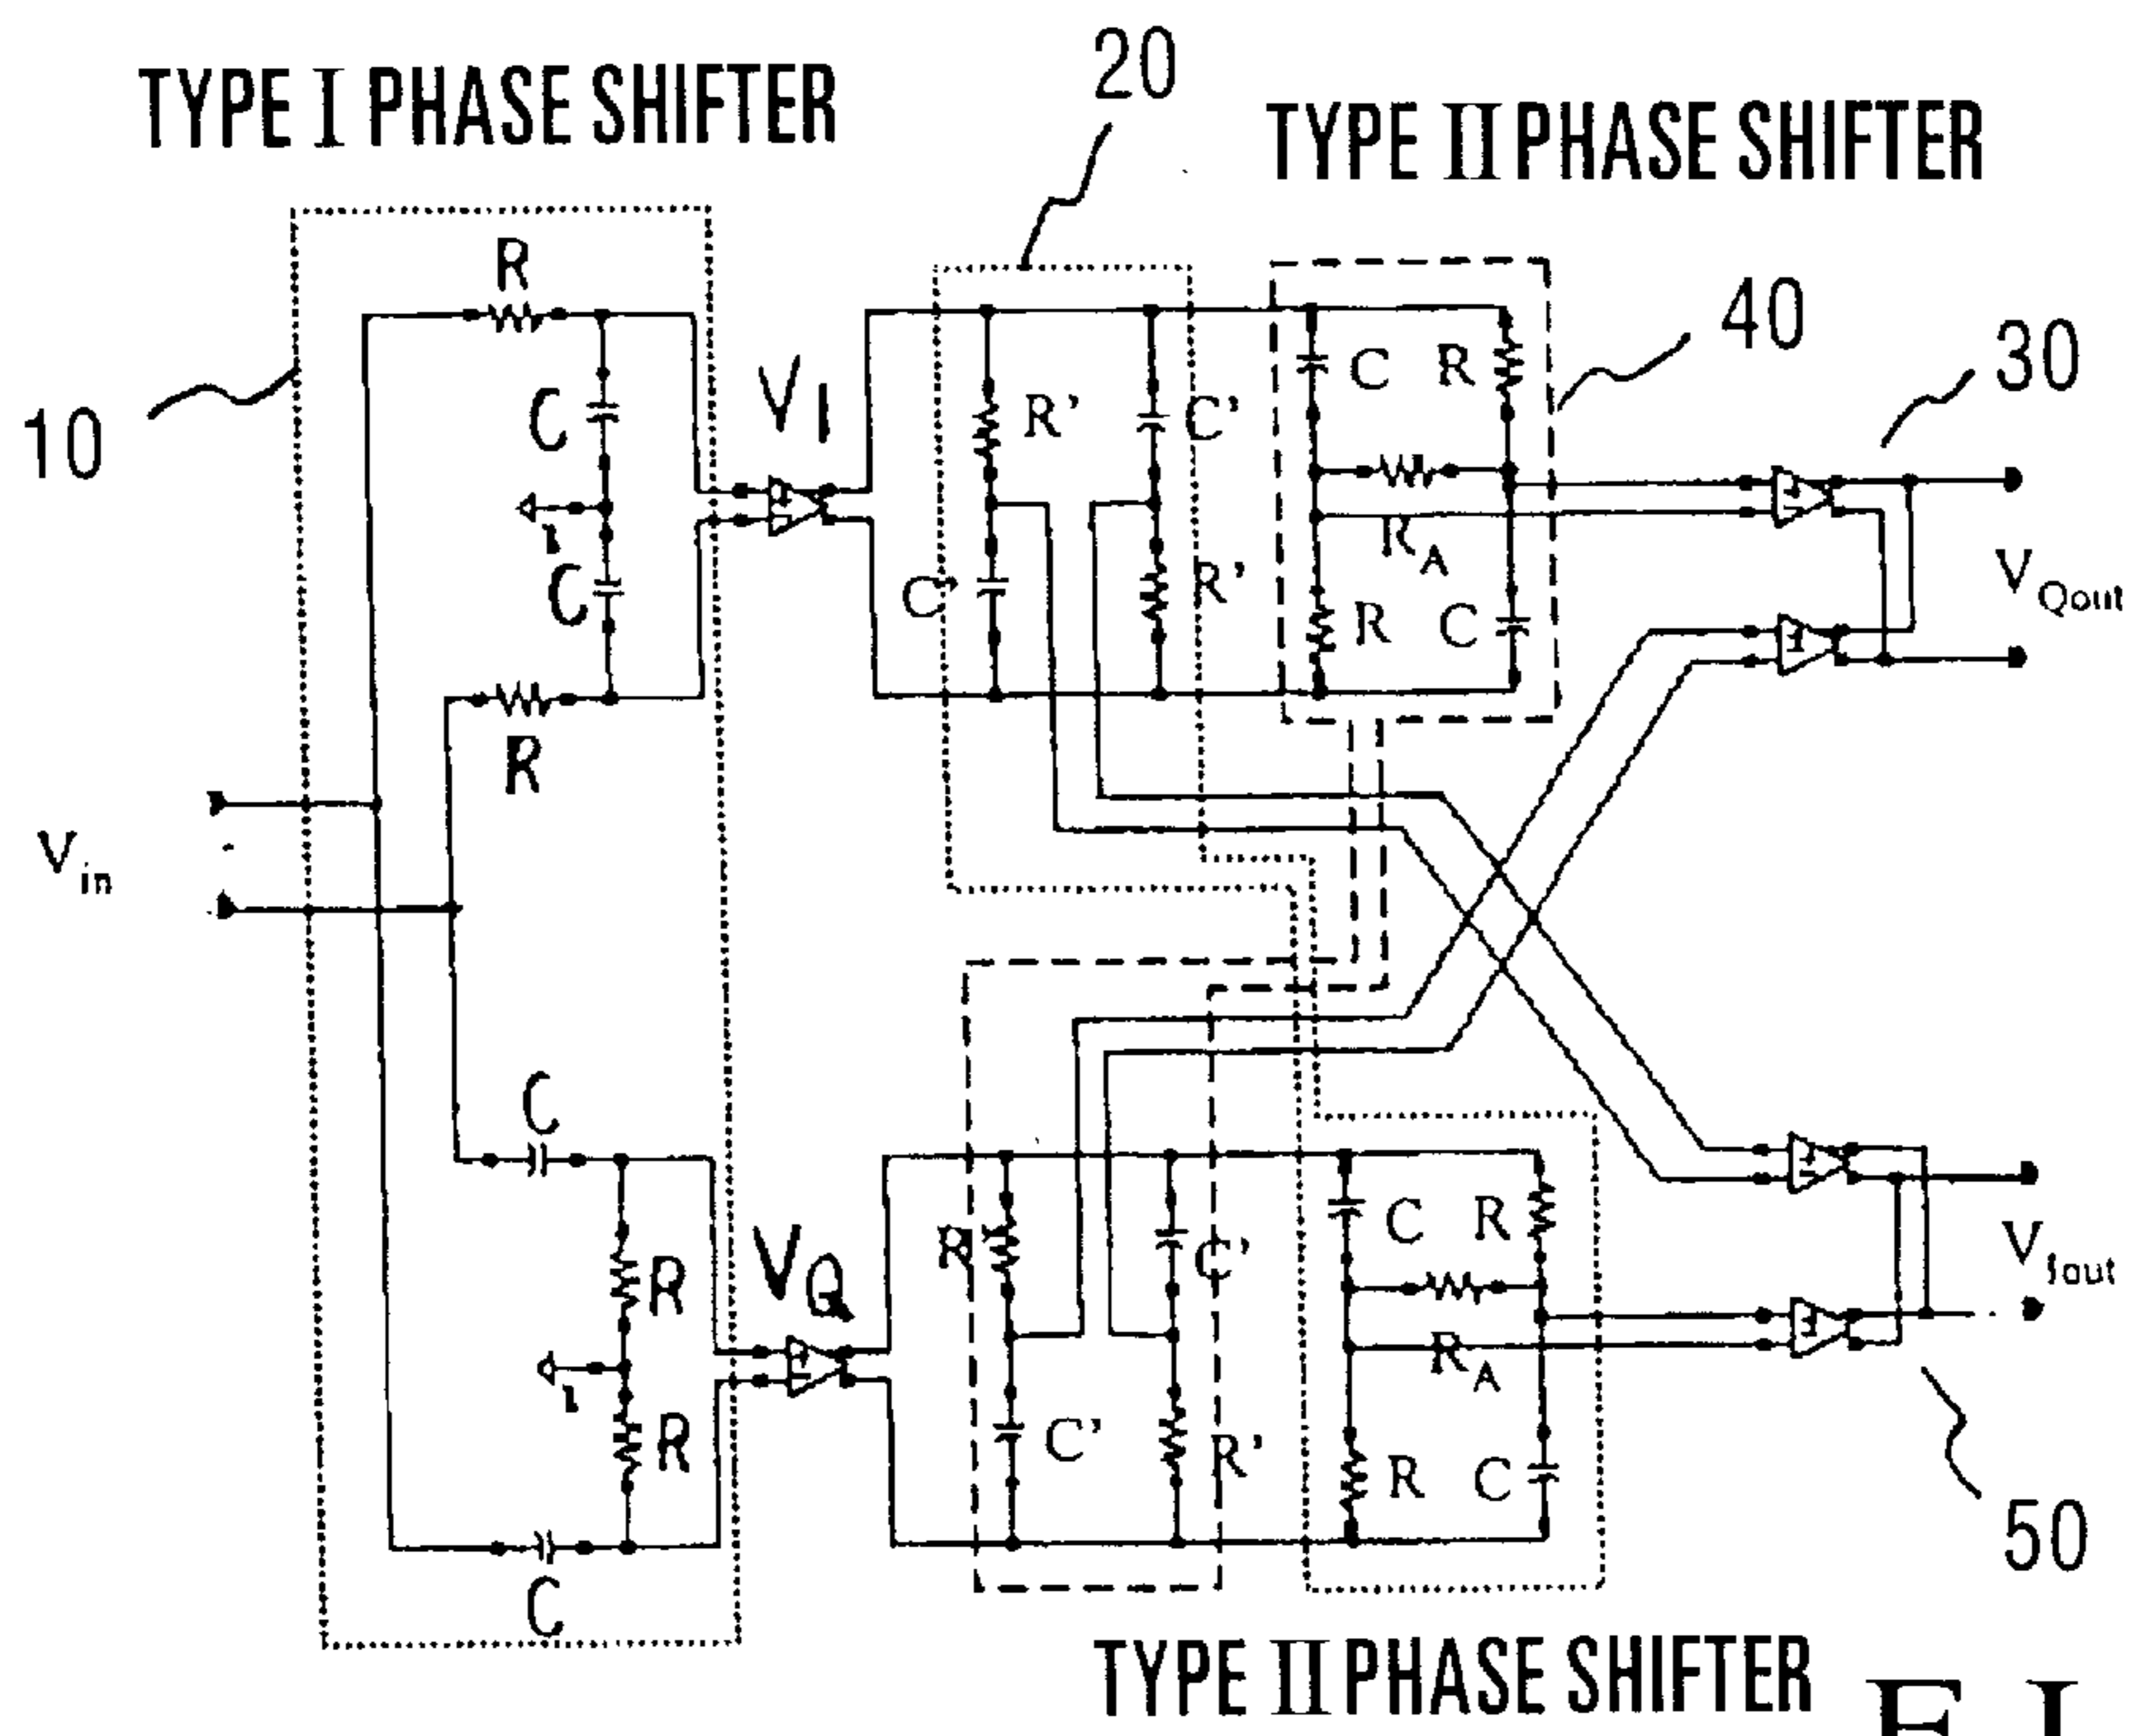 TYPE I PHASE SHIFTER
20
TYPE II PHASE SHIFTER
10
40
30
R
C
C
R
V1
R'
C'
C'
R'
C
R
RA
R
C
VQout
Vin
C
R
R
C
VQ
R'
C'
C'
R'
C
R
RA
R
C
VIout
50
TYPE II PHASE SHIFTER